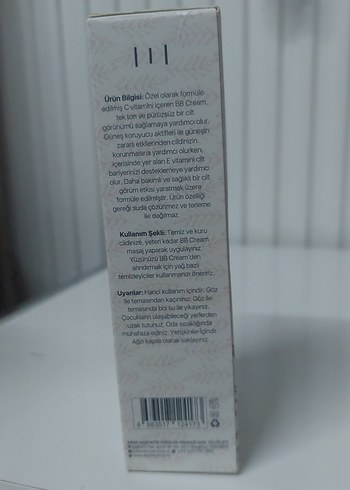 Ürün Bilgisi: Özel olarak formüle
edilmiş C vitamini içeren BB Cream,
tek ton ve pürüzsüz bir cilt
görünümü sağlamaya yardımcı olur.
Güneş koruyucu aktifleri ile güneşin
zararlı etkilerinden cildinizin
korunmasına yardımcı olurken,
içerisinde yer alan E vitamini cilt
bariyerinizi desteklemeye yardımcı
olur. Daha bakımlı ve sağlıklı bir cilt
görüm etkisi yaratmak üzere
formüle edilmiştir. Ürün özelliği
gereği suda çözünmez ve terleme
ile dağılmaz.
Kullanım Şekli: Temiz ve kuru
cildinize, yeteri kadar BB Cream
masaj yaparak uygulayınız.
Yüzünüzü BB Cream'den
arındırmak için yağ bazlı
temizleyiciler kullanmanızı öneririz.
Uyarılar: Harici kullanım içindir. Göz
ile temasından kaçınınız. Göz ile
temasında bol su ile yıkayınız.
Çocukların ulaşabileceği yerlerden
uzak tutunuz. Oda sıcaklığında
muhafaza ediniz. Yetişkinler içindir.
Ağzı kapalı olarak saklayınız.